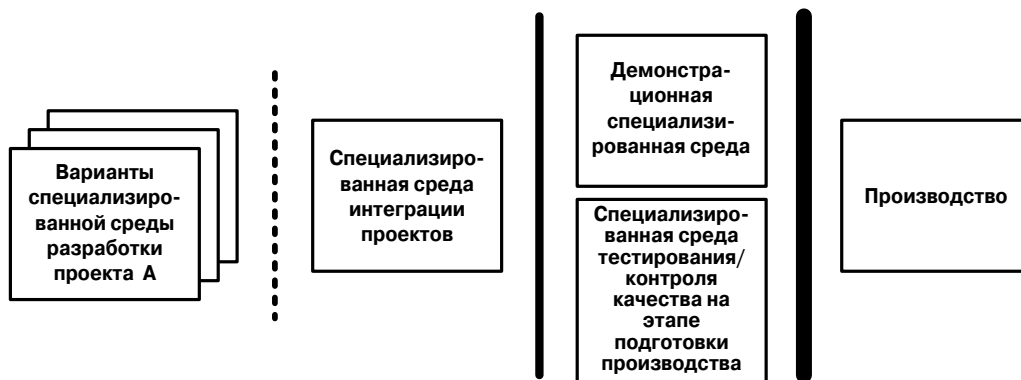 Варианты
специализиро-
ванной среды
разработки
проекта А
Специализиро-
ванная среда
интеграции
проектов
Демонстра-
ционная
специализи-
рованная среда
Специализиро-
ванная среда
тестирования/
контроля
качества на
этапе
подготовки
производства
Производство